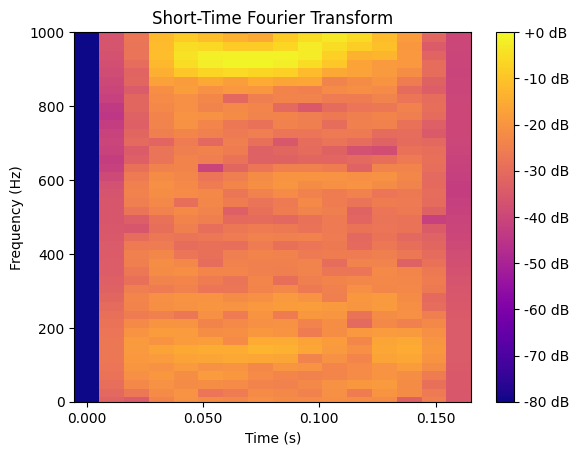 Short-Time Fourier Transform
1000
800
600
400
200
0
Frequency (Hz)
0.000
0.050
0.100
0.150
Time (s)
+0 dB
-10 dB
-20 dB
-30 dB
-40 dB
-50 dB
-60 dB
-70 dB
-80 dB